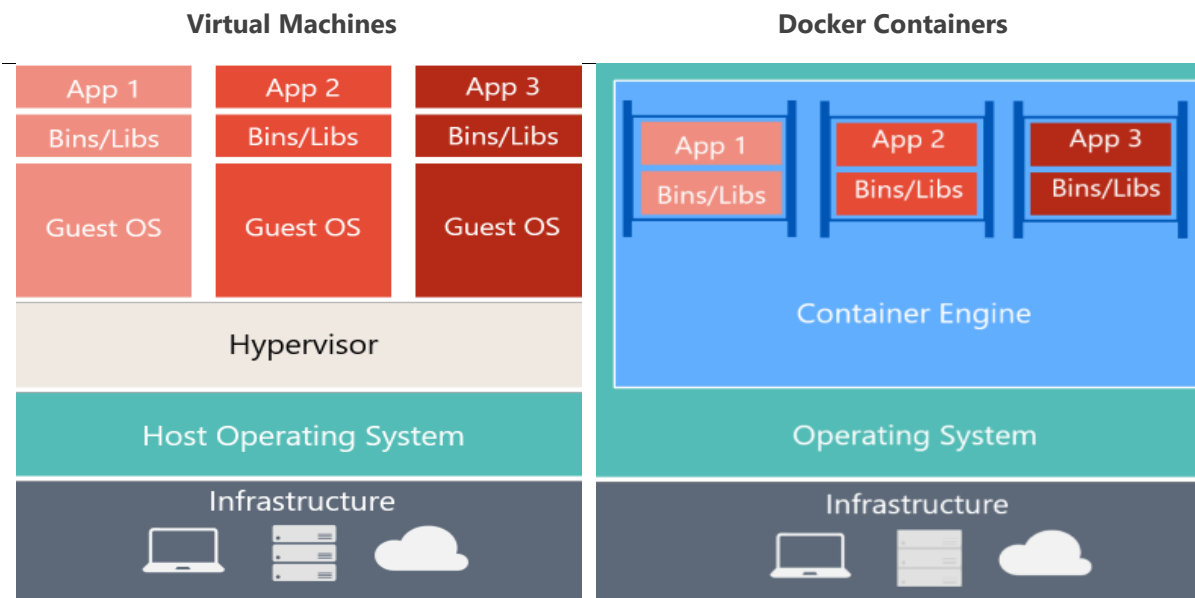 Virtual Machines
App 1
App 2
App 3
Bins/Libs
Bins/Libs
Bins/Libs
Guest OS
Guest OS
Guest OS
Hypervisor
Host Operating System
Infrastructure
Docker Containers
App 1
App 2
App 3
Bins/Libs
Bins/Libs
Bins/Libs
Container Engine
Operating System
Infrastructure